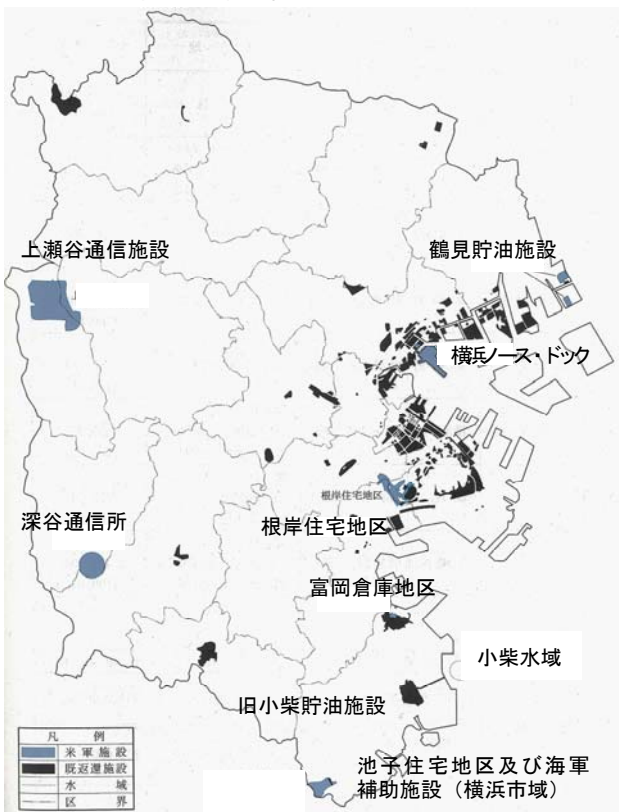 上瀬谷通信施設
鶴見貯油施設
横浜ノース・ドック
根岸住宅地区
根岸住宅地区
深谷通信所
富岡倉庫地区
小柴水域
旧小柴貯油施設
池子住宅地区及び海軍
補助施設（横浜市域）
凡 例
米軍施設
既返還施設
水 域
区 界